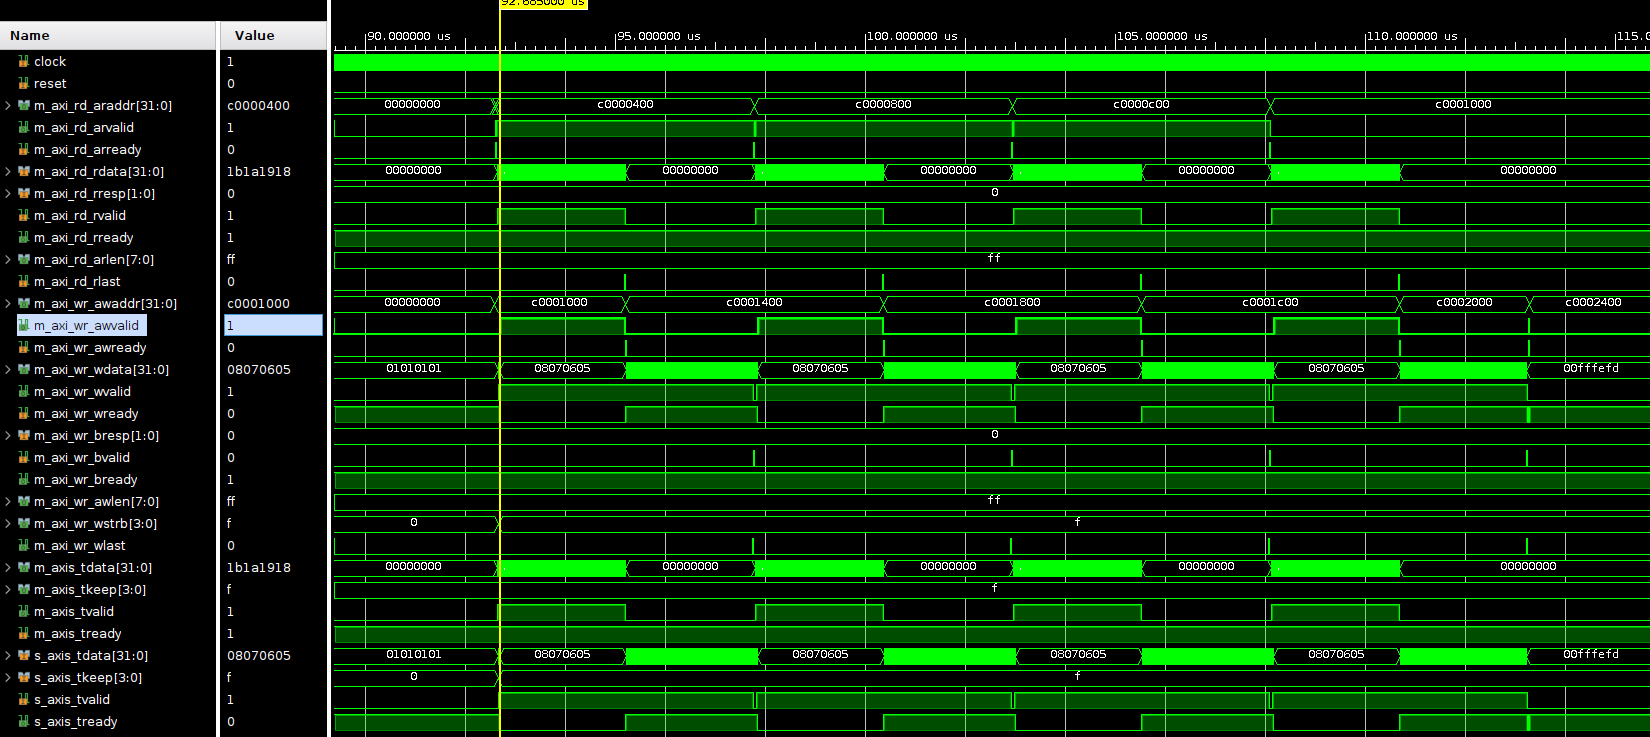 92.685000 us
Name Value 90.000000 us 95.000000 us 100.000000 us 105.000000 us 110.000000 us 115.0
clock 1
reset 0
m_axi_rd_araddr[31:0] c0000400 00000000 c0000400 c0000800 c0000c00 c0001000
m_axi_rd_arvalid 1
m_axi_rd_arready 0
m_axi_rd_rdata[31:0] 1b1a1918 00000000 00000000 00000000 00000000 00000000
m_axi_rd_rresp[1:0] 0 0
m_axi_rd_rvalid 1
m_axi_rd_rready 1
m_axi_rd_arlen[7:0] ff ff
m_axi_rd_rlast 0
m_axi_wr_awaddr[31:0] c0001000 00000000 c0001000 c0001400 c0001800 c0001c00 c0002000 c0002400
m_axi_wr_awvalid 1
m_axi_wr_awready 0
m_axi_wr_wdata[31:0] 08070605 01010101 08070605 08070605 08070605 08070605 00fffefd
m_axi_wr_wvalid 1
m_axi_wr_wready 0
m_axi_wr_bresp[1:0] 0 0
m_axi_wr_bvalid 0
m_axi_wr_bready 1
m_axi_wr_awlen[7:0] ff ff
m_axi_wr_wstrb[3:0] f 0 f
m_axi_wr_wlast 0
m_axis_tdata[31:0] 1b1a1918 00000000 00000000 00000000 00000000 00000000
m_axis_tkeep[3:0] f f
m_axis_tvalid 1
m_axis_tready 1
s_axis_tdata[31:0] 08070605 01010101 08070605 08070605 08070605 08070605 00fffefd
s_axis_tkeep[3:0] f 0 f
s_axis_tvalid 1
s_axis_tready 0